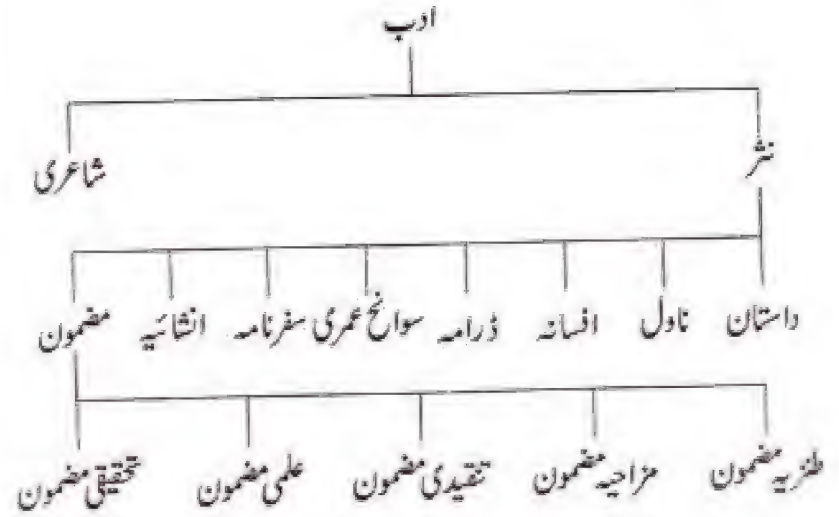 ادب
نثر شاعری
داستان ناول افسانہ ڈرامہ سوانح عمری سفرنامہ انشائیہ مضمون
طنزیہ مضمون مزاحیہ مضمون تنقیدی مضمون علمی مضمون تحقیقی مضمون